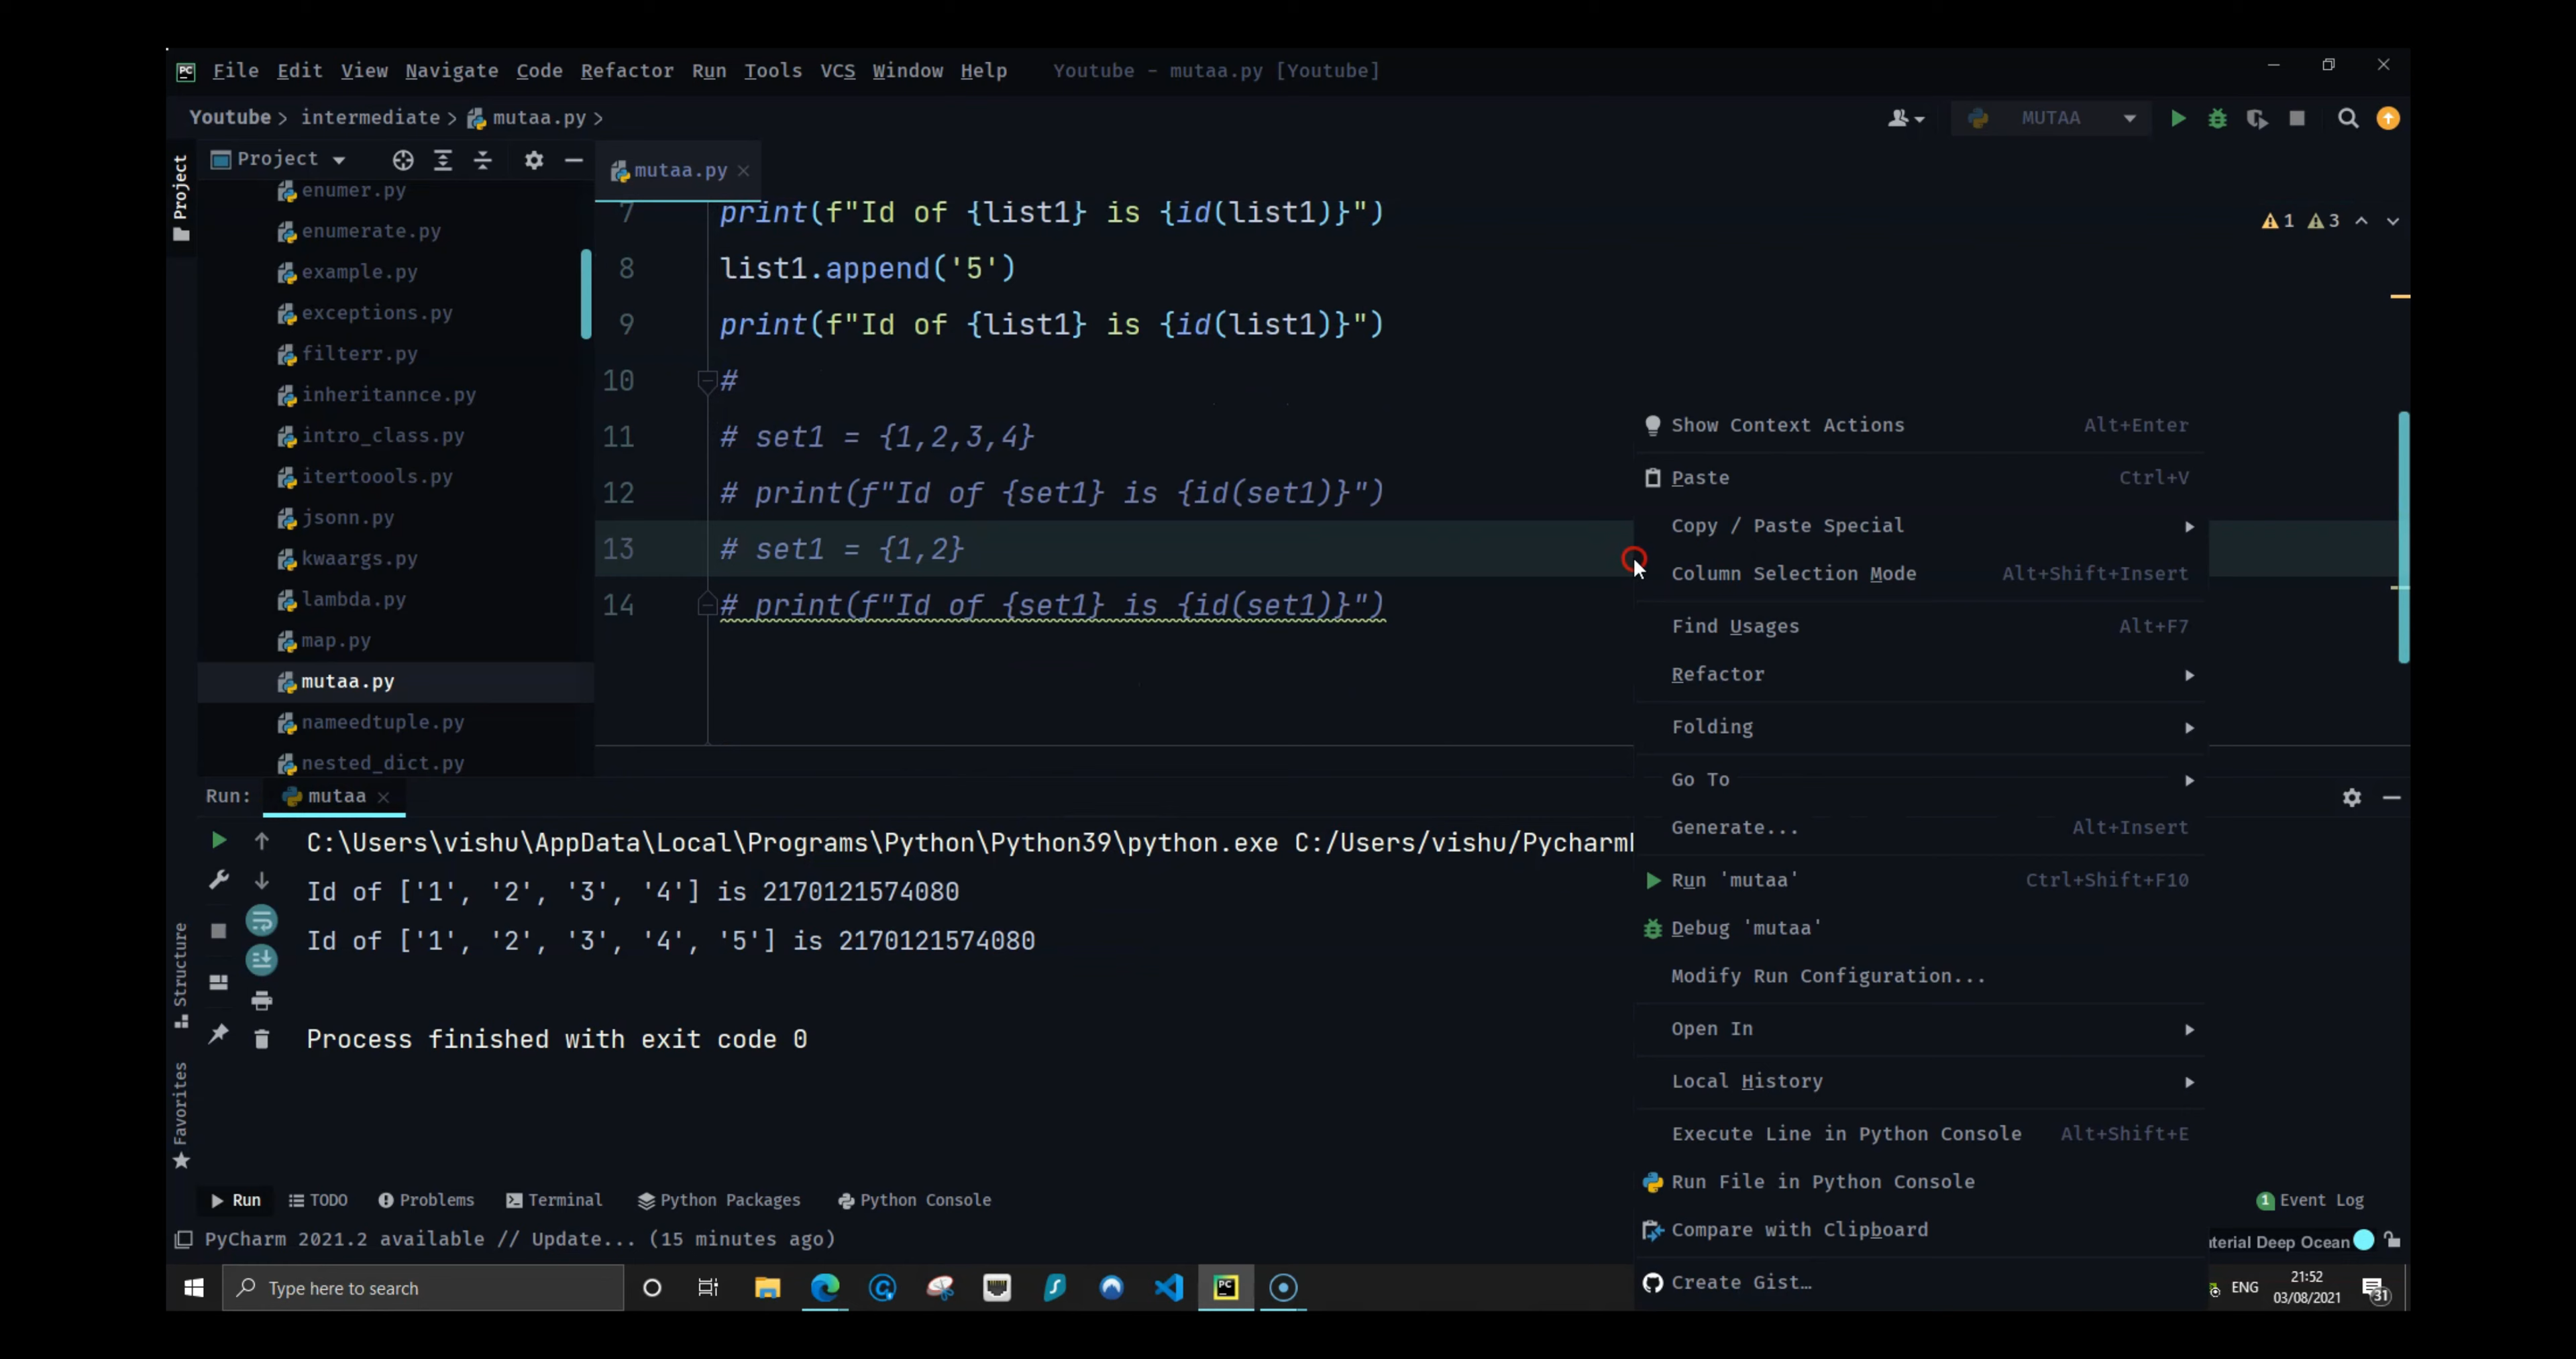 PC File Edit View Navigate Code Refactor Run Tools VCS Window Help Youtube - mutaa.py [Youtube]
Youtube > intermediate > mutaa.py >
MUTAA
Project
Project
mutaa.py
enumer.py
enumerate.py
example.py
exceptions.py
filterr.py
inheritannce.py
intro_class.py
itertoools.py
jsonn.py
kwaargs.py
lambda.py
map.py
mutaa.py
nameedtuple.py
nested_dict.py
7 print(f"Id of {list1} is {id(list1)}")
8 list1.append('5')
9 print(f"Id of {list1} is {id(list1)}")
10 #
11 # set1 = {1,2,3,4}
12 # print(f"Id of {set1} is {id(set1)}")
13 # set1 = {1,2}
14 # print(f"Id of {set1} is {id(set1)}")
1 3
Show Context Actions Alt+Enter
Paste Ctrl+V
Copy / Paste Special
Column Selection Mode Alt+Shift+Insert
Find Usages Alt+F7
Refactor
Folding
Go To
Generate... Alt+Insert
Run 'mutaa' Ctrl+Shift+F10
Debug 'mutaa'
Modify Run Configuration...
Open In
Local History
Execute Line in Python Console Alt+Shift+E
Run File in Python Console
Compare with Clipboard
Create Gist...
Run: mutaa
C:\Users\vishu\AppData\Local\Programs\Python\Python39\python.exe C:/Users/vishu/Pycharm
Id of ['1', '2', '3', '4'] is 2170121574080
Id of ['1', '2', '3', '4', '5'] is 2170121574080
Process finished with exit code 0
Structure
Favorites
Run TODO Problems Terminal Python Packages Python Console
1 Event Log
PyCharm 2021.2 available // Update... (15 minutes ago)
terial Deep Ocean
Type here to search
PC
ENG
21:52
03/08/2021
31